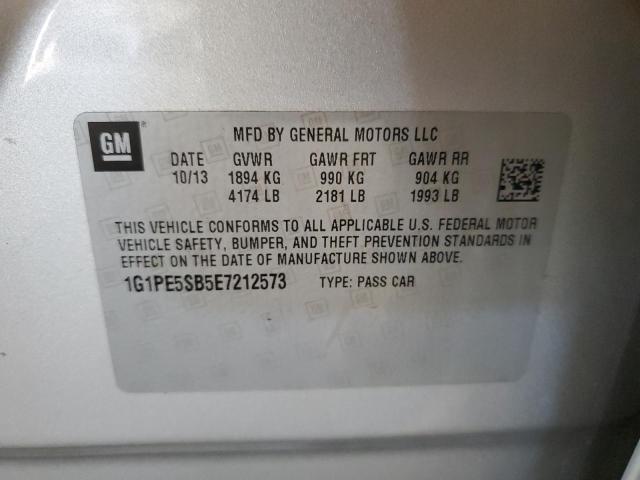 GM ®
MFD BY GENERAL MOTORS LLC
DATE GVWR GAWR FRT GAWR RR
10/13 1894 KG 990 KG 904 KG
4174 LB 2181 LB 1993 LB
THIS VEHICLE CONFORMS TO ALL APPLICABLE U.S. FEDERAL MOTOR
VEHICLE SAFETY, BUMPER, AND THEFT PREVENTION STANDARDS IN
EFFECT ON THE DATE OF MANUFACTURE SHOWN ABOVE.
1G1PE5SB5E7212573 TYPE: PASS CAR